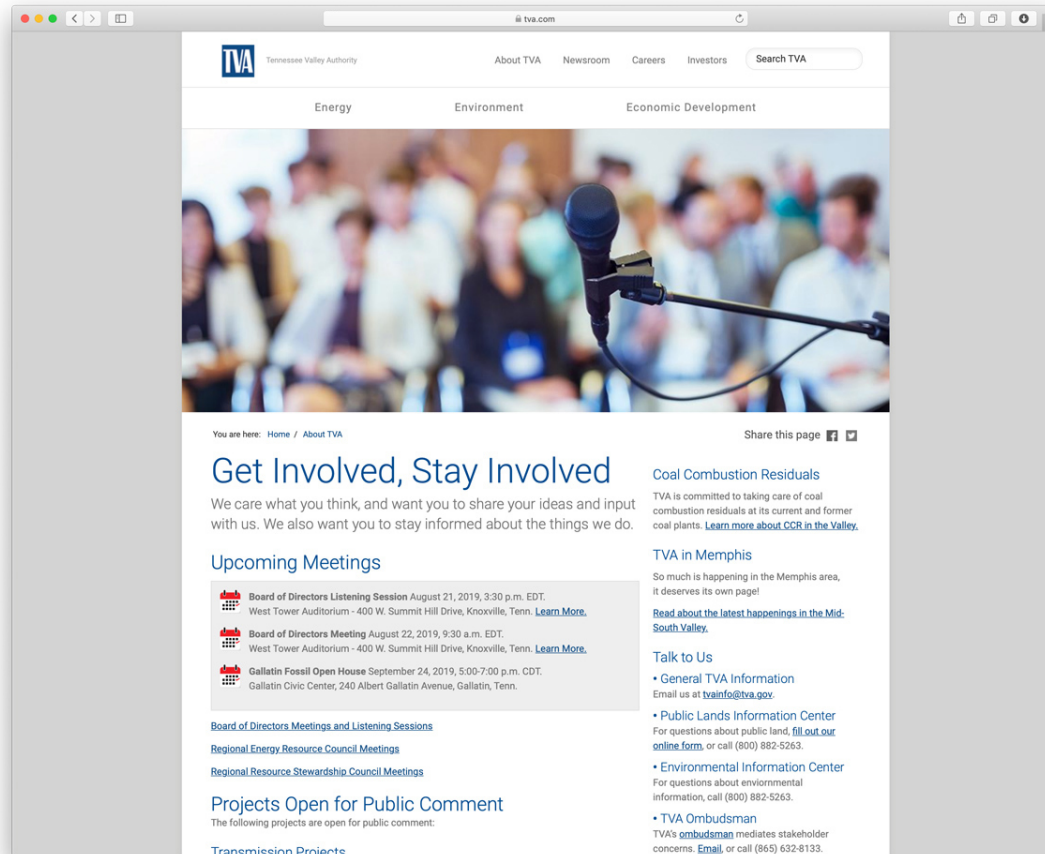 tva.com
TVA
Tennessee Valley Authority
About TVA
Newsroom
Careers
Investors
Search TVA
Energy
Environment
Economic Development
You are here: Home / About TVA
Share this page
Get Involved, Stay Involved
We care what you think, and want you to share your ideas and input
with us. We also want you to stay informed about the things we do.
Upcoming Meetings
Board of Directors Listening Session August 21, 2019, 3:30 p.m. EDT.
West Tower Auditorium - 400 W. Summit Hill Drive, Knoxville, Tenn. Learn More.
Board of Directors Meeting August 22, 2019, 9:30 a.m. EDT.
West Tower Auditorium - 400 W. Summit Hill Drive, Knoxville, Tenn. Learn More.
Gallatin Fossil Open House September 24, 2019, 5:00-7:00 p.m. CDT.
Gallatin Civic Center, 240 Albert Gallatin Avenue, Gallatin, Tenn.
Board of Directors Meetings and Listening Sessions
Regional Energy Resource Council Meetings
Regional Resource Stewardship Council Meetings
Projects Open for Public Comment
The following projects are open for public comment:
Transmission Projects
Coal Combustion Residuals
TVA is committed to taking care of coal
combustion residuals at its current and former
coal plants. Learn more about CCR in the Valley.
TVA in Memphis
So much is happening in the Memphis area,
it deserves its own page!
Read about the latest happenings in the Mid-
South Valley.
Talk to Us
• General TVA Information
Email us at tvainfo@tva.gov.
• Public Lands Information Center
For questions about public land, fill out our
online form, or call (800) 882-5263.
• Environmental Information Center
For questions about enviornmental
information, call (800) 882-5263.
• TVA Ombudsman
TVA's ombudsman mediates stakeholder
concerns. Email, or call (865) 632-8133.